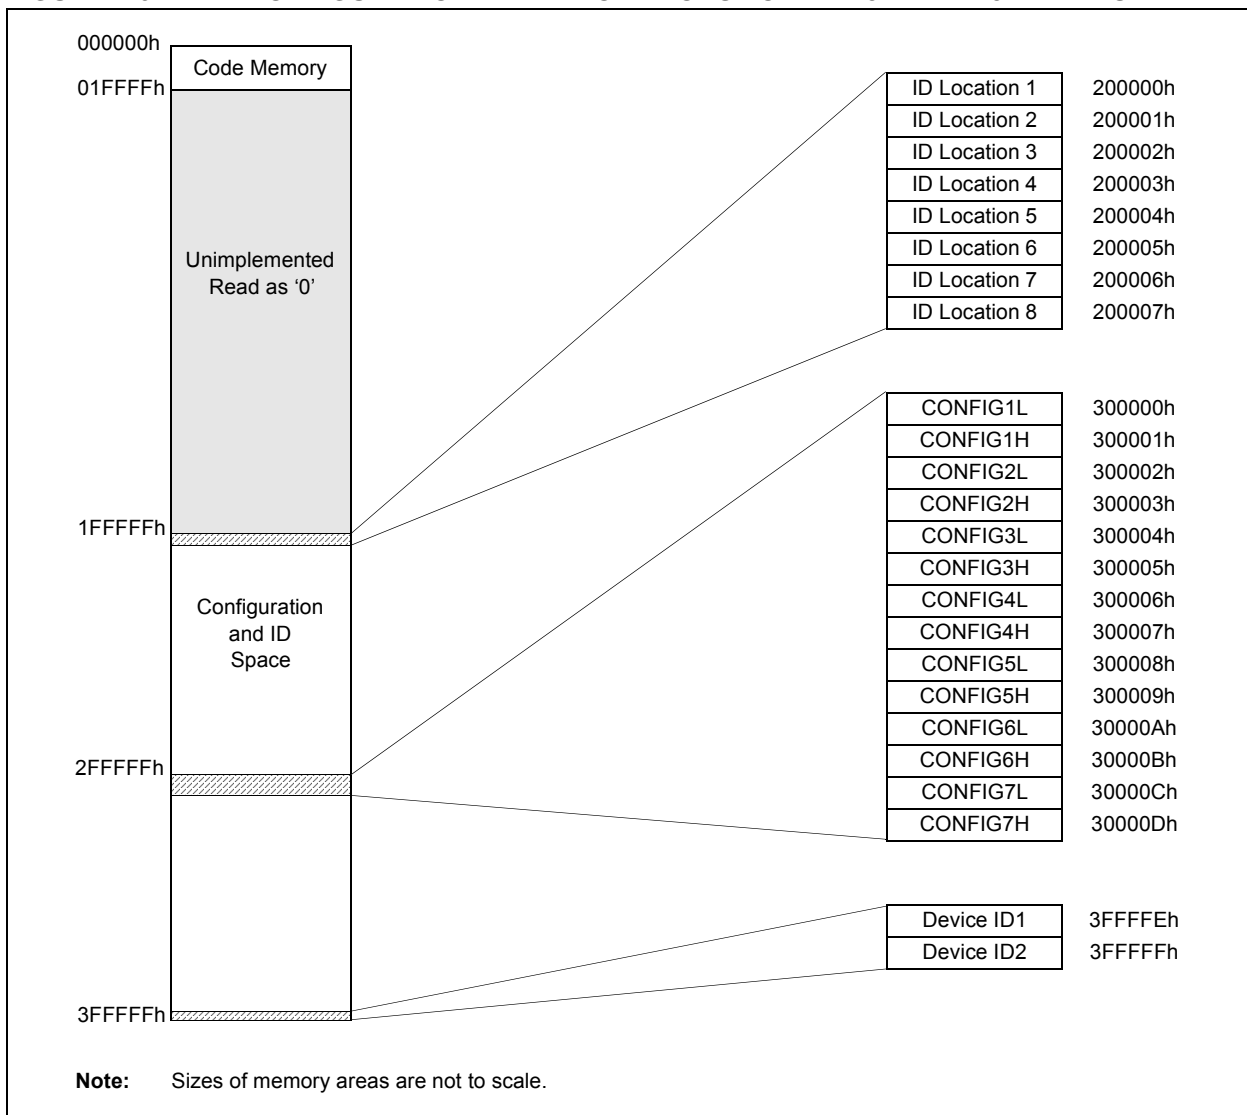 000000h
Code Memory
01FFFFh
Unimplemented
Read as ‘0’
1FFFFFh
Configuration
and ID
Space
2FFFFFh
3FFFFFh
ID Location 1 200000h
ID Location 2 200001h
ID Location 3 200002h
ID Location 4 200003h
ID Location 5 200004h
ID Location 6 200005h
ID Location 7 200006h
ID Location 8 200007h
CONFIG1L 300000h
CONFIG1H 300001h
CONFIG2L 300002h
CONFIG2H 300003h
CONFIG3L 300004h
CONFIG3H 300005h
CONFIG4L 300006h
CONFIG4H 300007h
CONFIG5L 300008h
CONFIG5H 300009h
CONFIG6L 30000Ah
CONFIG6H 30000Bh
CONFIG7L 30000Ch
CONFIG7H 30000Dh
Device ID1 3FFFFEh
Device ID2 3FFFFFh
Note: Sizes of memory areas are not to scale.